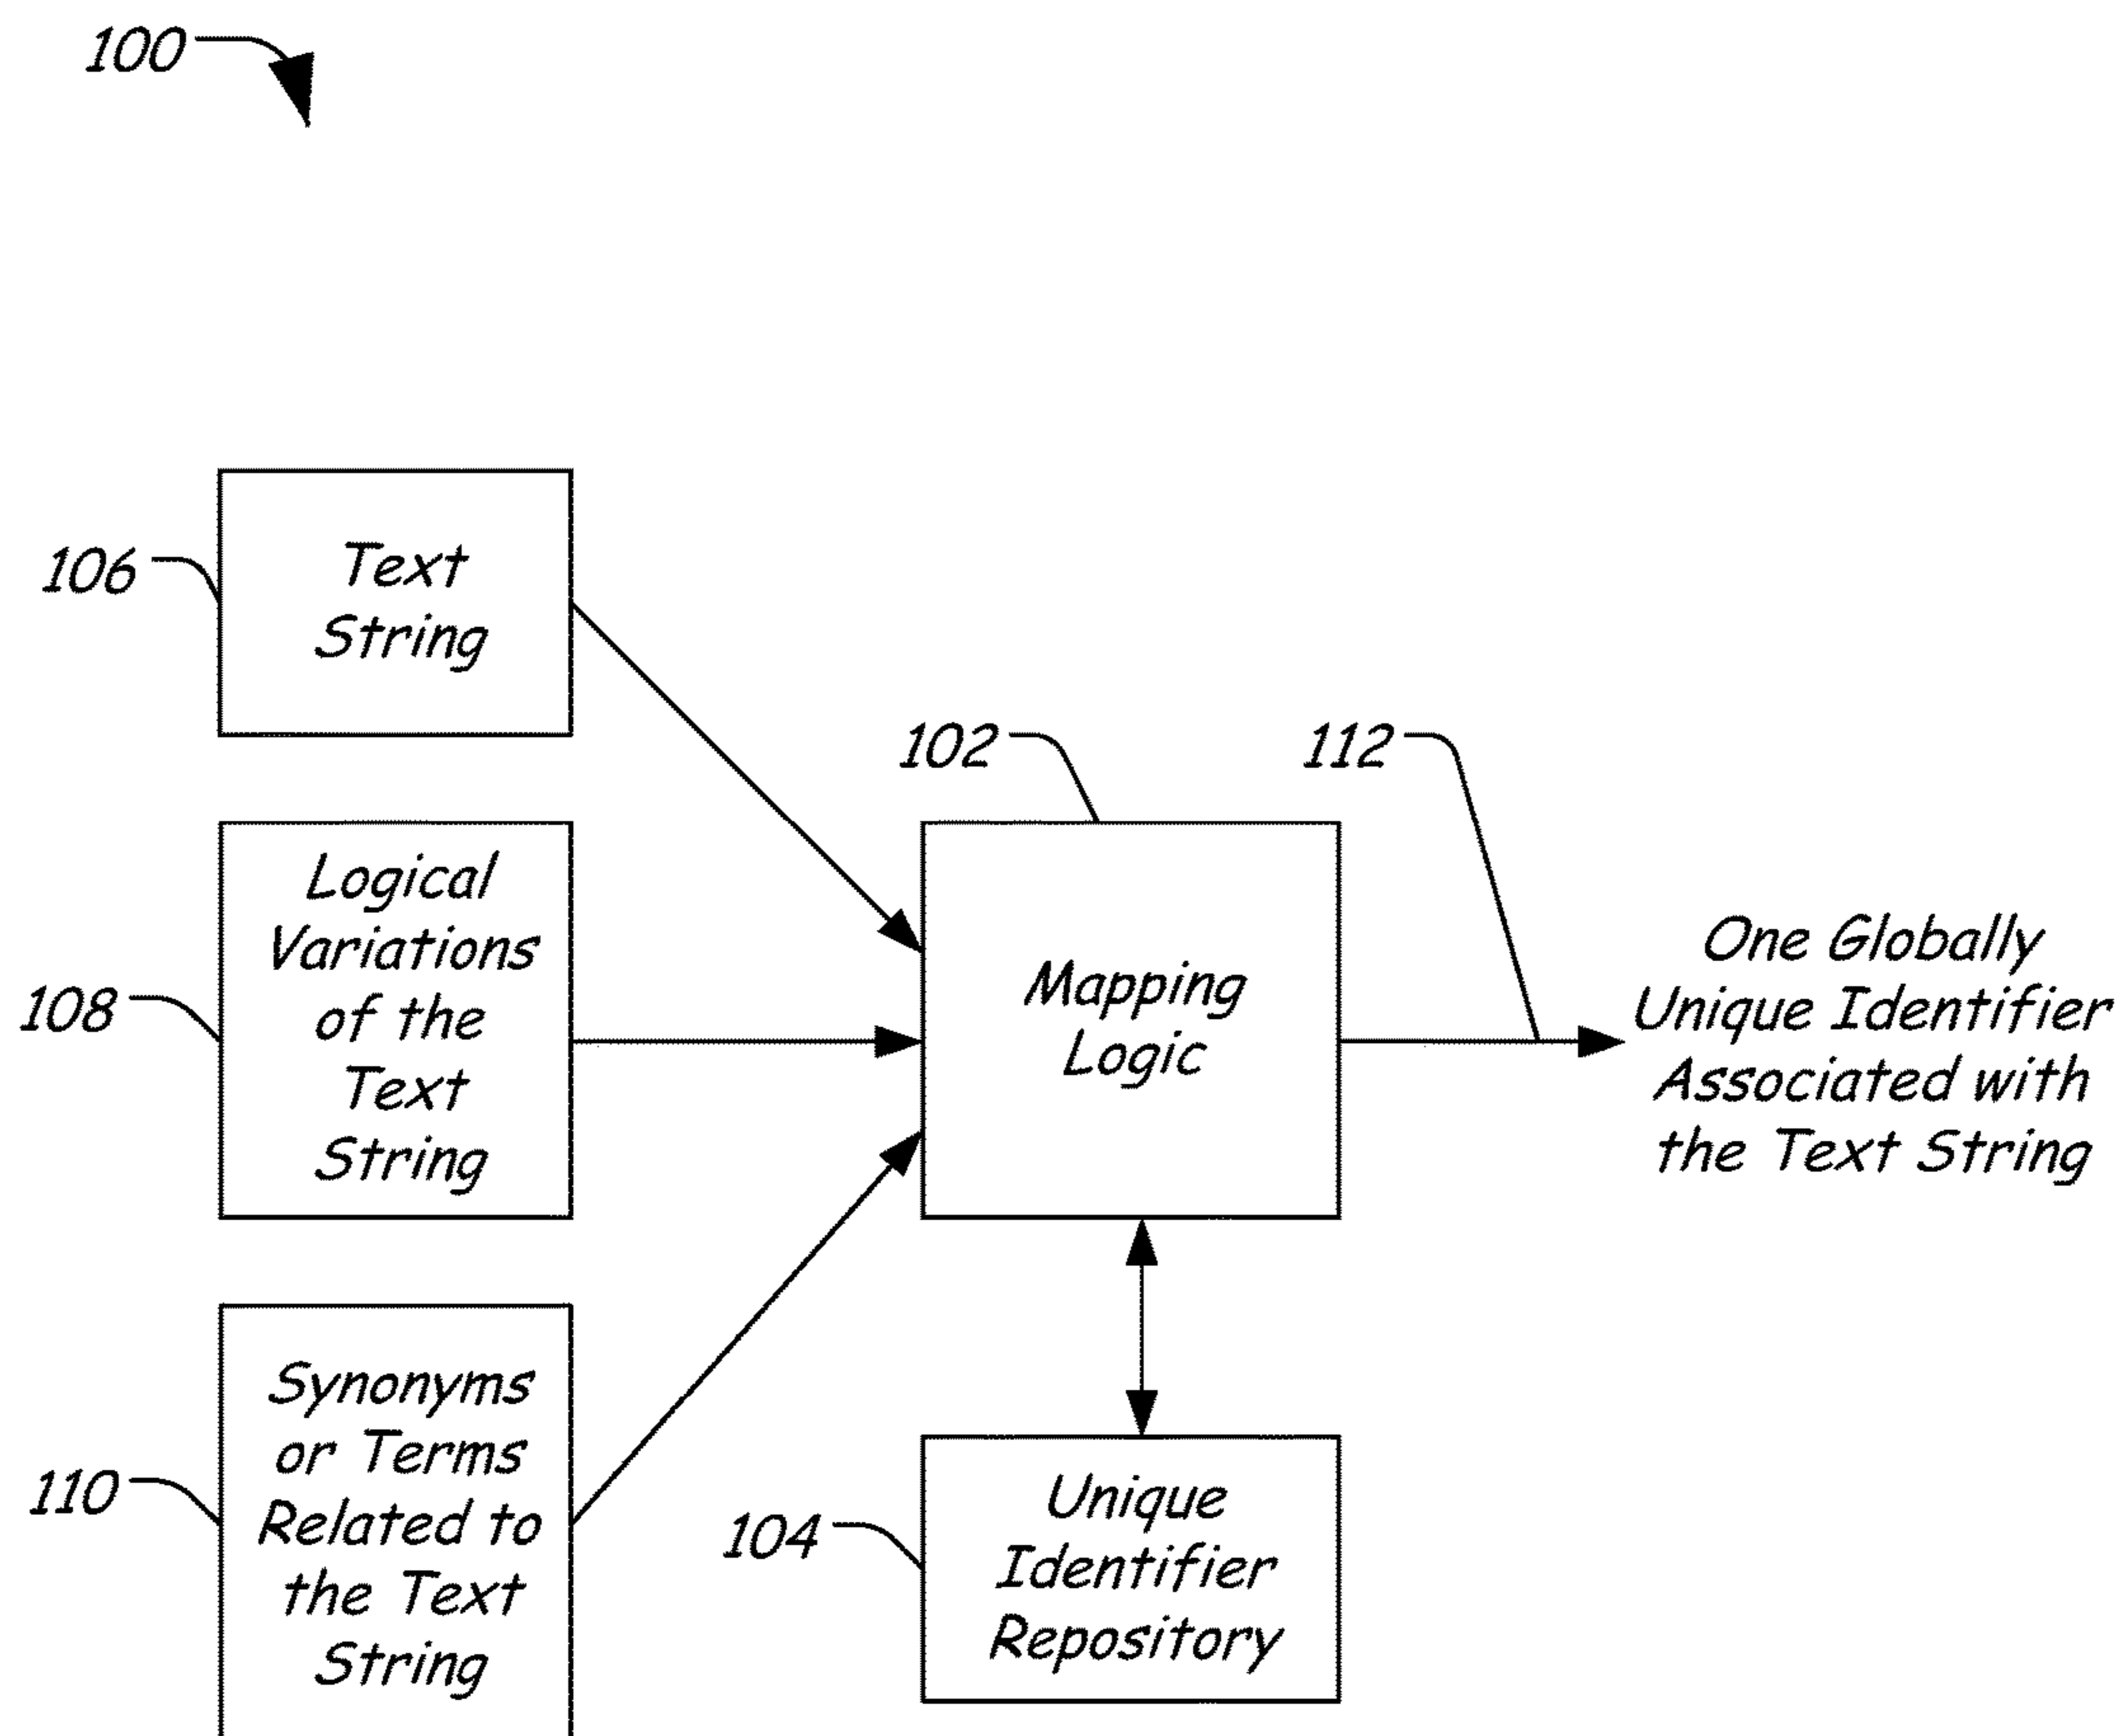 100
106
Text
String
102
112
108
Logical
Variations
of the
Text
String
Mapping
Logic
One Globally
Unique Identifier
Associated with
the Text String
110
Synonyms
or Terms
Related to
the Text
String
104
Unique
Identifier
Repository